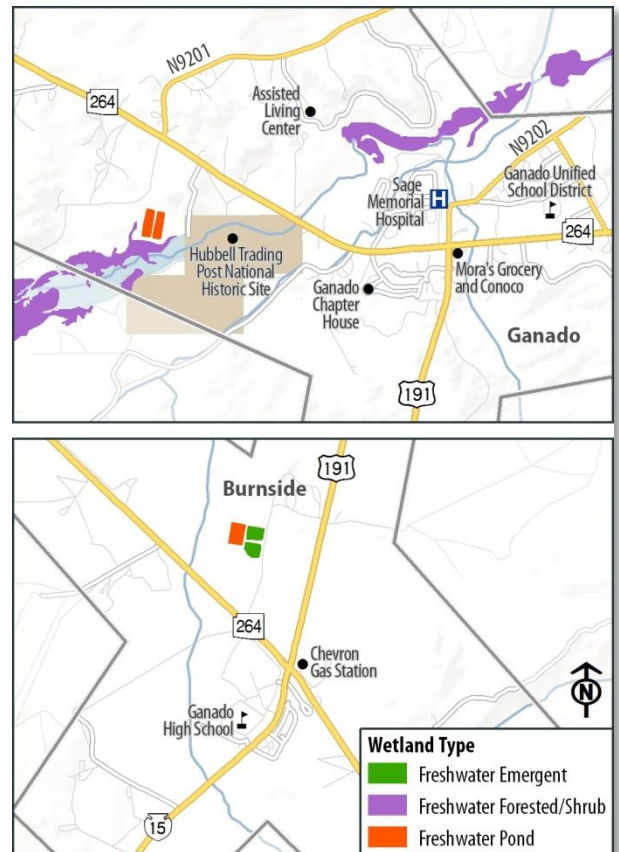 N9201
264
Assisted
Living
Center
N9202
Ganado Unified
School District
Sage
Memorial
Hospital
H
264
Hubbell Trading
Post National
Historic Site
Mora's Grocery
and Conoco
Ganado
Chapter
House
Ganado
191
191
Burnside
264
Chevron
Gas Station
N
Ganado
High School
15
Wetland Type
Freshwater Emergent
Freshwater Forested/Shrub
Freshwater Pond